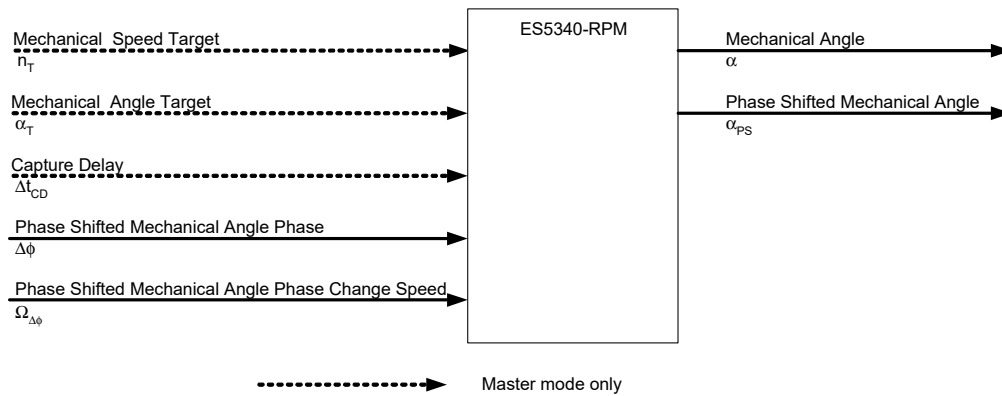 ES5340-RPM
Mechanical Speed Target
n_T
Mechanical Angle Target
α_T
Capture Delay
Δt_CD
Phase Shifted Mechanical Angle Phase
Δϕ
Phase Shifted Mechanical Angle Phase Change Speed
Ω_Δϕ
Mechanical Angle
α
Phase Shifted Mechanical Angle
α_PS
Master mode only